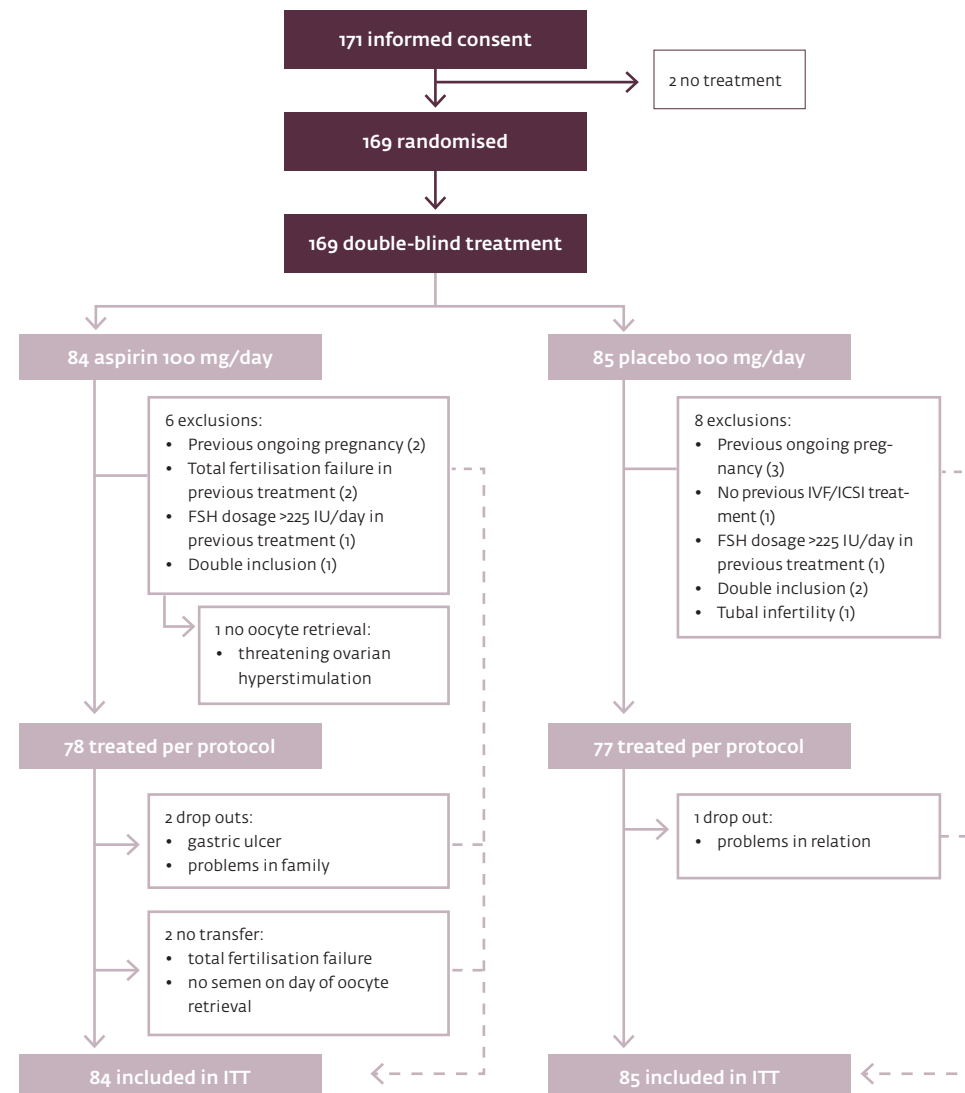 171 informed consent
2 no treatment
169 randomised
169 double-blind treatment
84 aspirin 100 mg/day
85 placebo 100 mg/day
6 exclusions:
• Previous ongoing pregnancy (2)
• Total fertilisation failure in
previous treatment (2)
• FSH dosage >225 IU/day in
previous treatment (1)
• Double inclusion (1)
8 exclusions:
• Previous ongoing preg-
nancy (3)
• No previous IVF/ICSI treat-
ment (1)
• FSH dosage >225 IU/day in
previous treatment (1)
• Double inclusion (2)
• Tubal infertility (1)
1 no oocyte retrieval:
• threatening ovarian
hyperstimulation
78 treated per protocol
77 treated per protocol
2 drop outs:
• gastric ulcer
• problems in family
1 drop out:
• problems in relation
2 no transfer:
• total fertilisation failure
• no semen on day of oocyte
retrieval
84 included in ITT
85 included in ITT